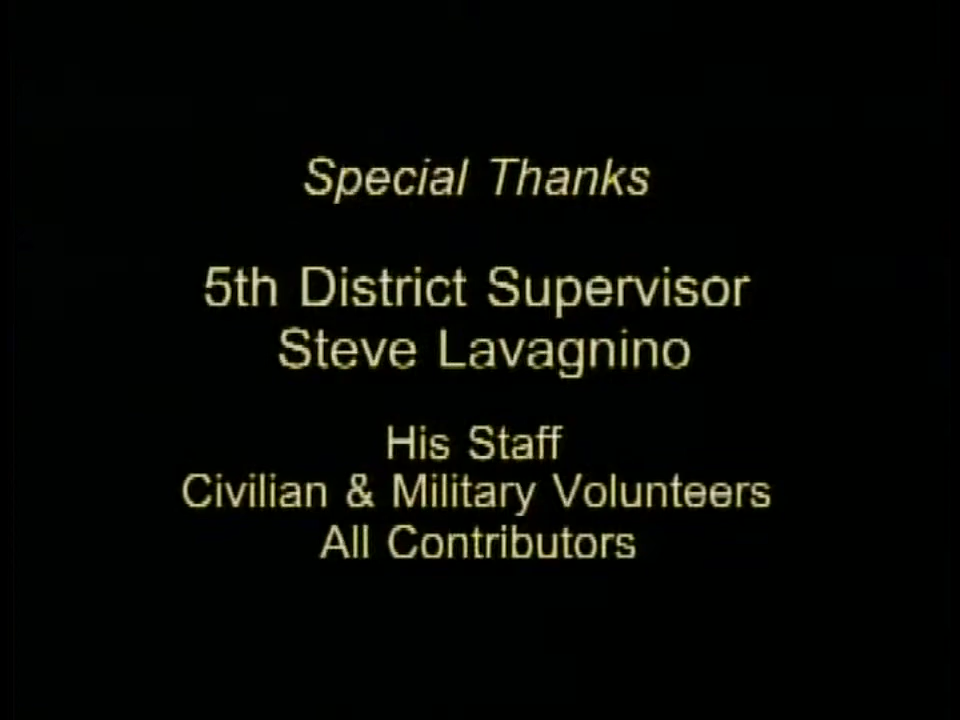 Special Thanks
5th District Supervisor
Steve Lavagnino
His Staff
Civilian & Military Volunteers
All Contributors